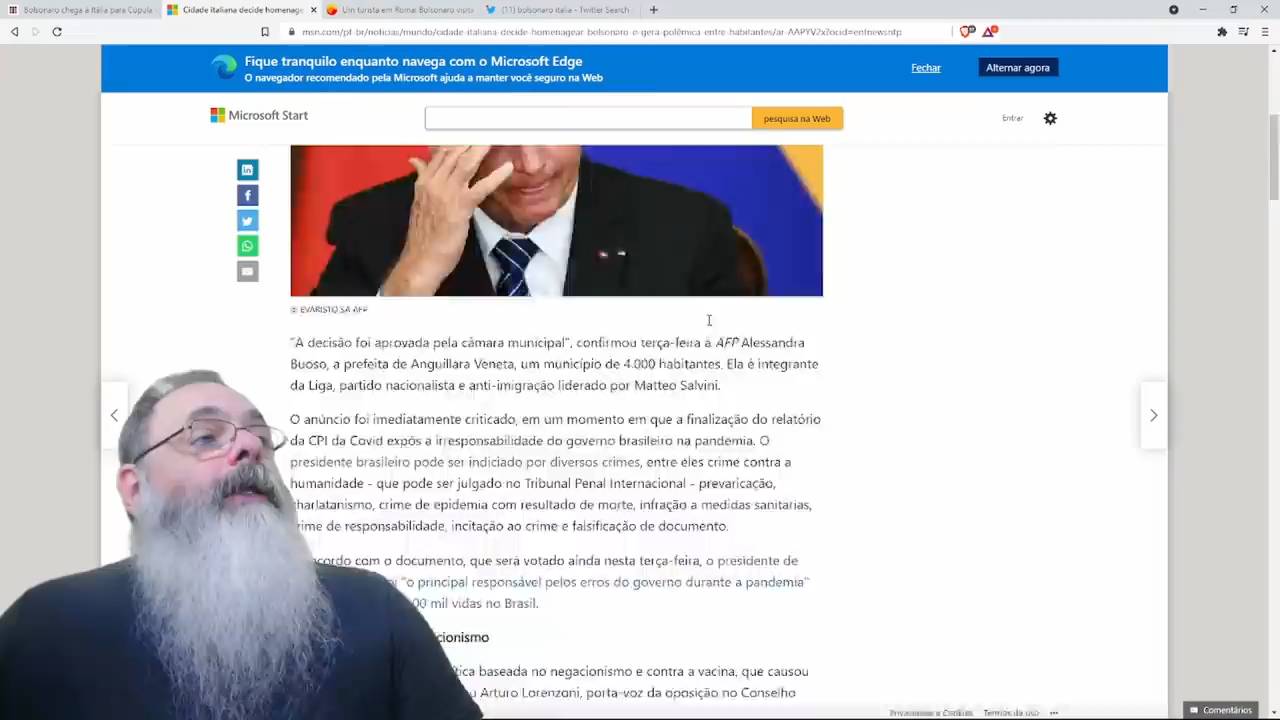 Bolsonaro chega à Itália para Cúpula
Cidade italiana decide homenage
Um turista em Roma: Bolsonaro visit
(11) bolsonaro italia - Twitter Search
msn.com/pt-br/noticias/mundo/cidade-italiana-decide-homenagear-bolsonaro-e-gera-polêmica-entre-habitantes/ar-AAPYV2x?ocid=entnewsntp
Fique tranquilo enquanto navega com o Microsoft Edge
O navegador recomendado pela Microsoft ajuda a manter você seguro na Web
Fechar
Alternar agora
Microsoft Start
pesquisa na Web
Entrar
© EVARISTO SA AFP
"A decisão foi aprovada pela câmara municipal", confirmou terça-feira à AFP Alessandra
Buoso, a prefeita de Anguillara Veneta, um município de 4.000 habitantes. Ela é integrante
da Liga, partido nacionalista e anti-imigração liderado por Matteo Salvini.
O anúncio foi imediatamente criticado, em um momento em que a finalização do relatório
da CPI da Covid expôs a irresponsabilidade do governo brasileiro na pandemia. O
presidente brasileiro pode ser indiciado por diversos crimes, entre eles crime contra a
humanidade - que pode ser julgado no Tribunal Penal Internacional - prevaricação,
harlatanismo, crime de epidemia com resultado de morte, infração a medidas sanitárias,
rime de responsabilidade, incitação ao crime e falsificação de documento.
cordo com o documento, que será votado ainda nesta terça-feira, o presidente de
"o principal responsável pelos erros do governo durante a pandemia"
00 mil vidas no Brasil.
cionismo
tica baseada no negacionismo e contra a vacina, que causou
u Arturo Lorenzoni, porta-voz da oposição no Conselho
Privacidade e Cookies
Termos de uso
Comentários